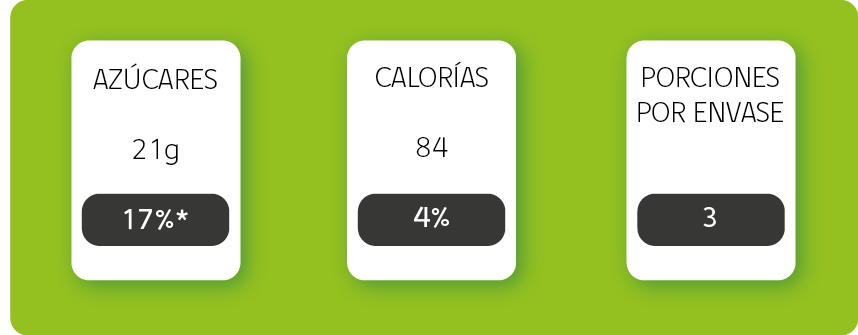 AZÚCARES
21g
17%*
CALORÍAS
84
4%
PORCIONES
POR ENVASE
3